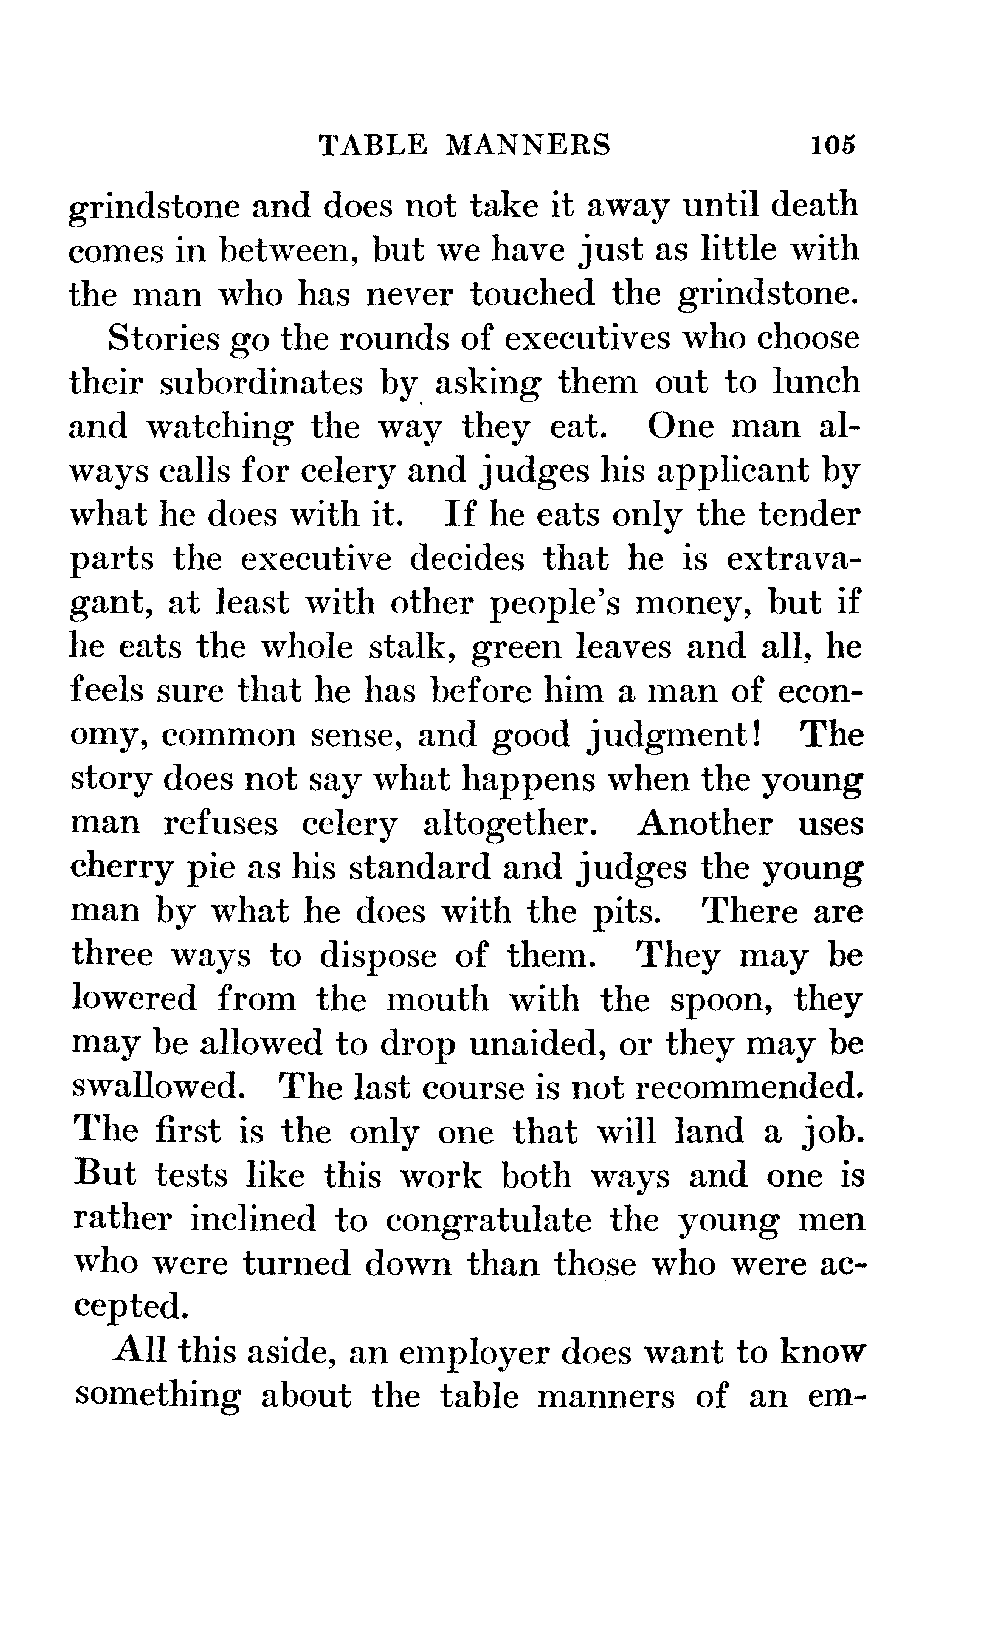 TABLE MANNERS 105
grindstone and does not take it away until death
comes in between, but we have just as little with
the man who has never touched the grindstone.
Stories go the rounds of executives who choose
their subordinates by asking them out to lunch
and watching the way they eat. One man al-
ways calls for celery and judges his applicant by
what he does with it. If he eats only the tender
parts the executive decides that he is extrava-
gant, at least with other people's money, but if
he eats the whole stalk, green leaves and all, he
feels sure that he has before him a man of econ-
omy, common sense, and good judgment! The
story does not say what happens when the young
man refuses celery altogether. Another uses
cherry pie as his standard and judges the young
man by what he does with the pits. There are
three ways to dispose of them. They may be
lowered from the mouth with the spoon, they
may be allowed to drop unaided, or they may be
swallowed. The last course is not recommended.
The first is the only one that will land a job.
But tests like this work both ways and one is
rather inclined to congratulate the young men
who were turned down than those who were ac-
cepted.
All this aside, an employer does want to know
something about the table manners of an em-